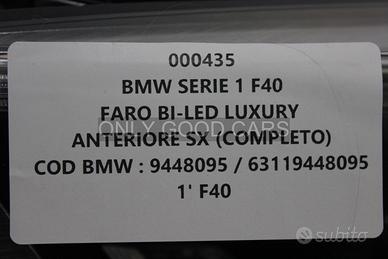 000435
BMW SERIE 1 F40
FARO BI-LED LUXURY
ONLY GOOD CARS
ANTERIORE SX (COMPLETO)
COD BMW : 9448095 / 63119448095
1' F40
subito